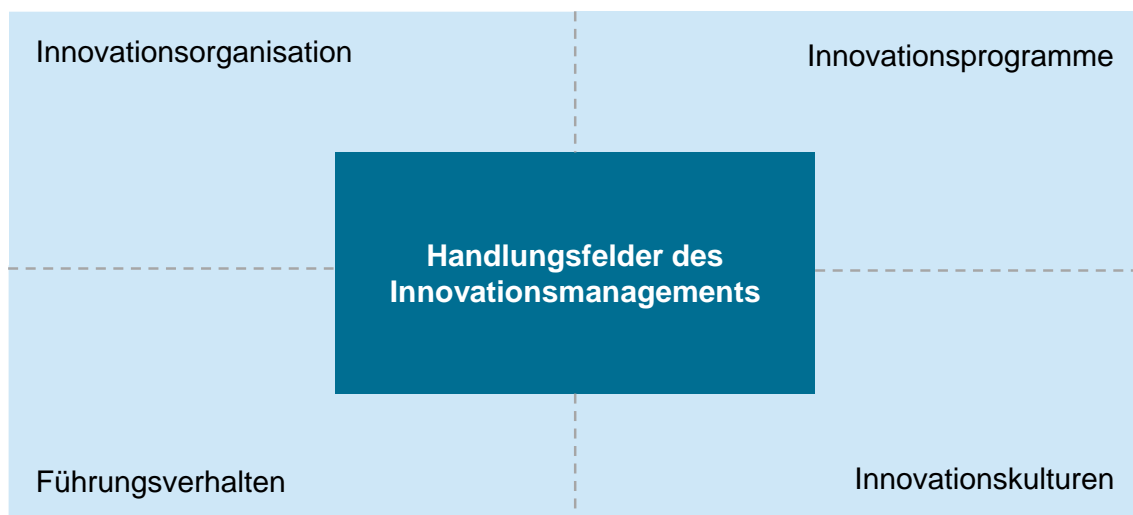 Innovationsorganisation
Innovationsprogramme
Handlungsfelder des
Innovationsmanagements
Führungsverhalten
Innovationskulturen